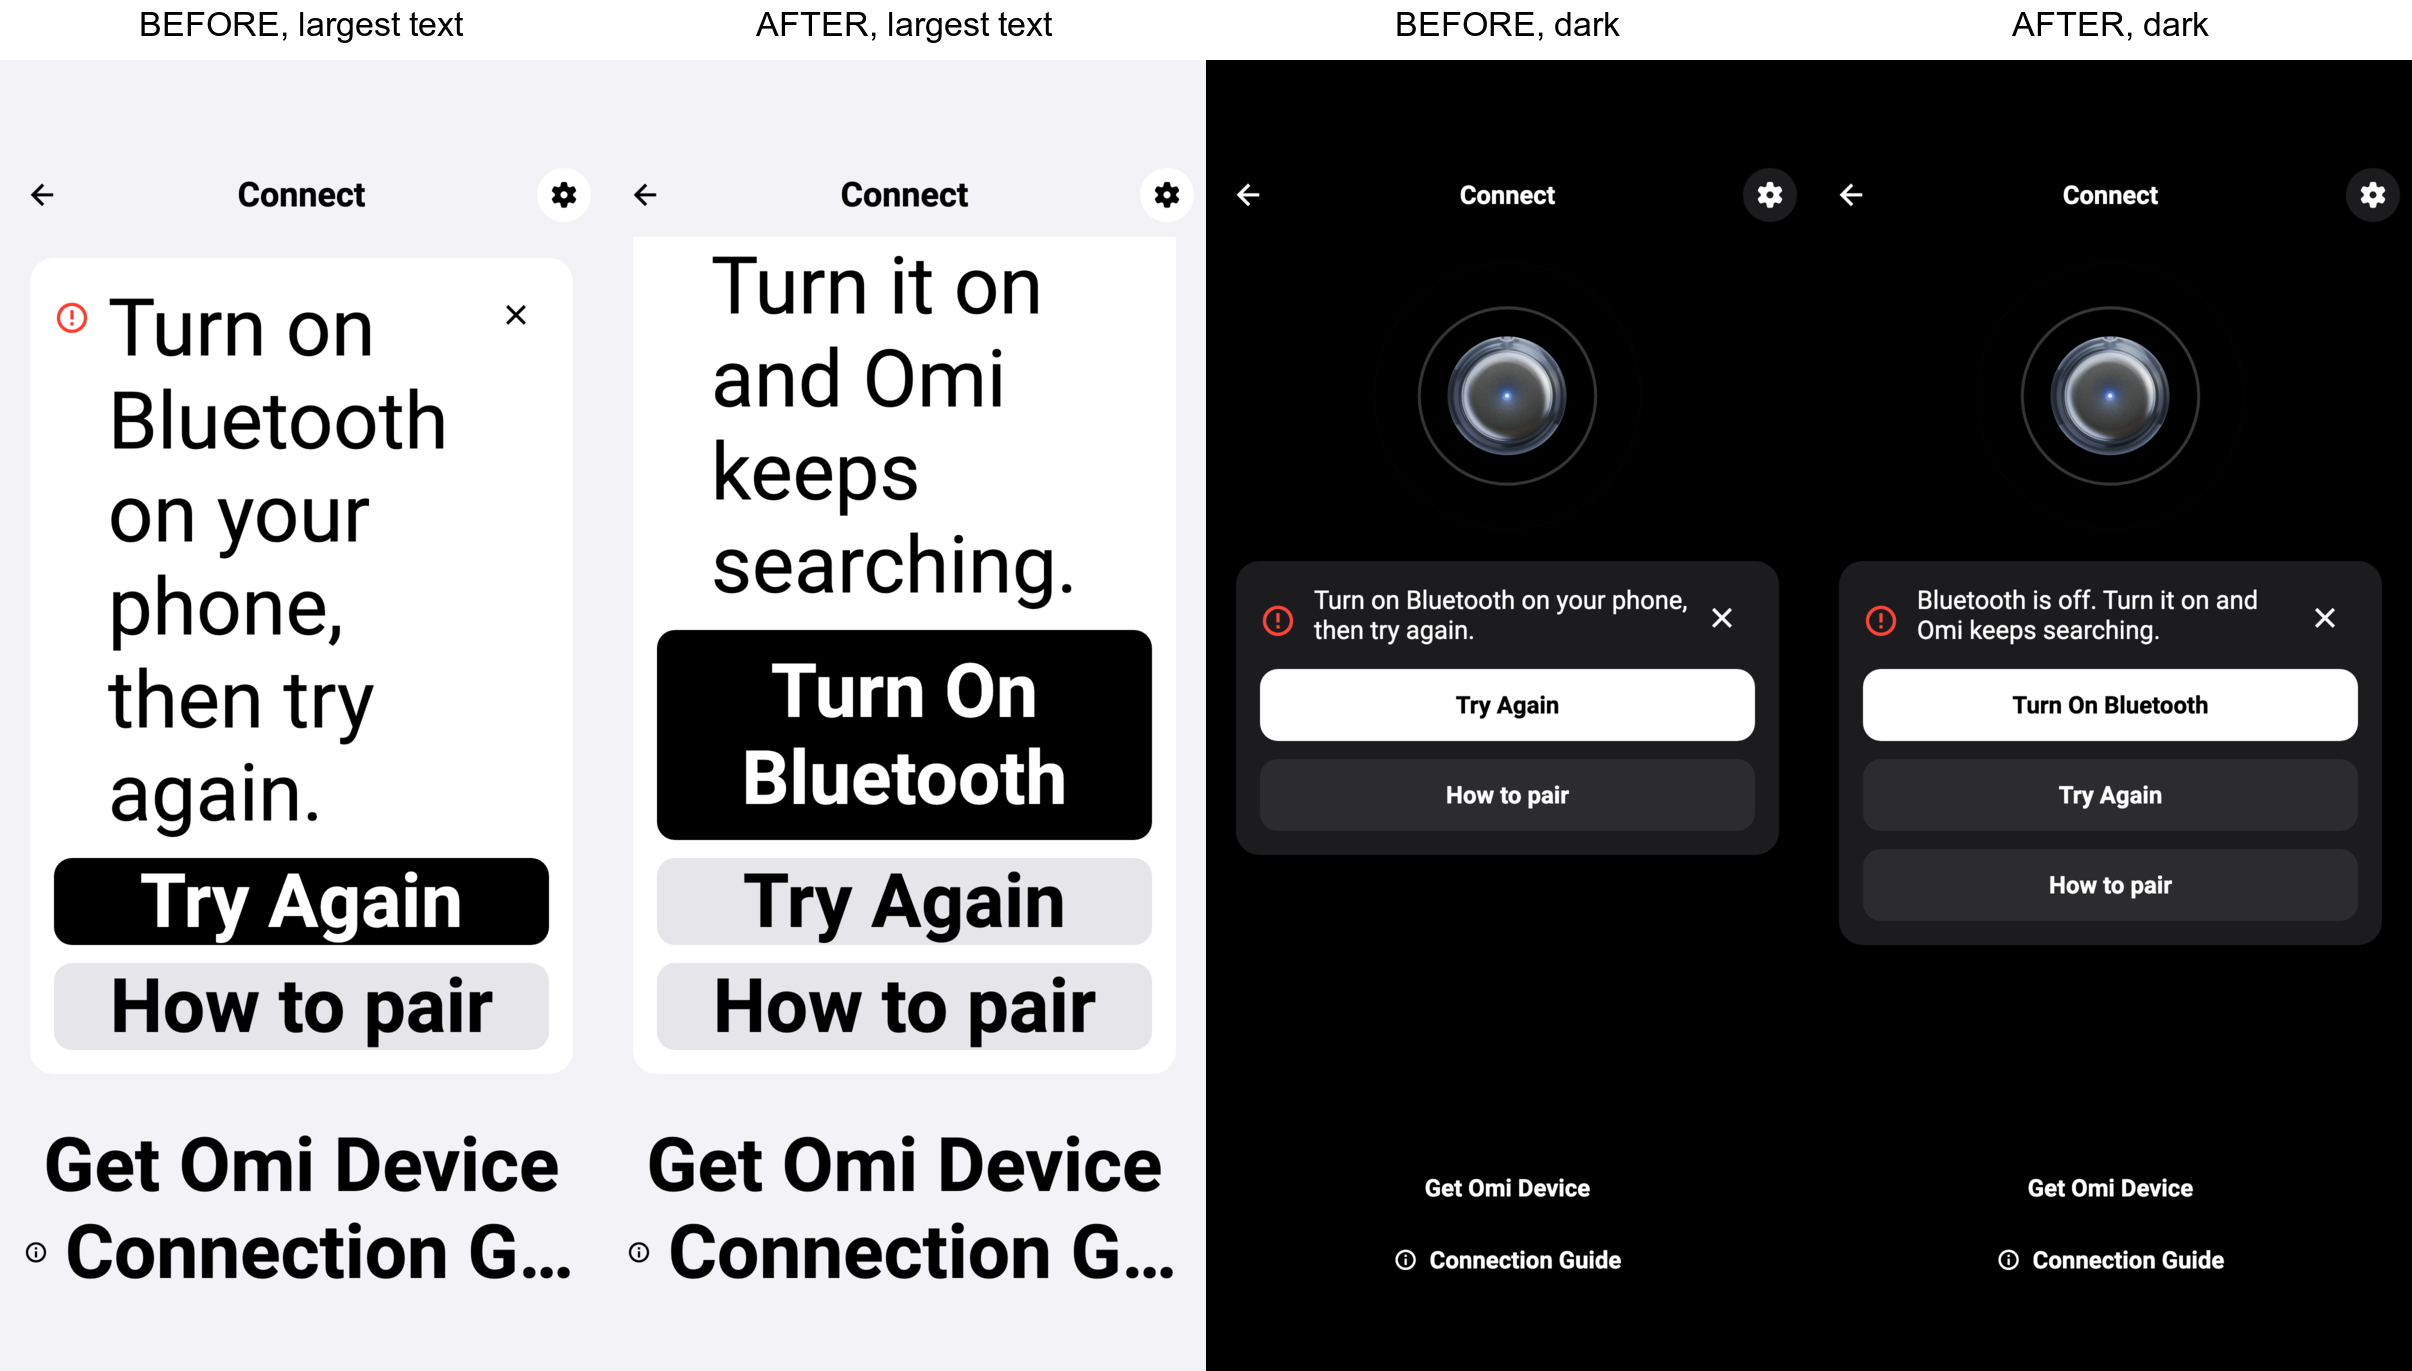 BEFORE, largest text
Connect
Turn on
Bluetooth
on your
phone,
then try
again.
Try Again
How to pair
Get Omi Device
Connection G...
AFTER, largest text
Connect
Turn it on
and Omi
keeps
searching.
Turn On
Bluetooth
Try Again
How to pair
Get Omi Device
Connection G...
BEFORE, dark
Connect
Turn on Bluetooth on your phone,
then try again.
Try Again
How to pair
Get Omi Device
Connection Guide
AFTER, dark
Connect
Bluetooth is off. Turn it on and
Omi keeps searching.
Turn On Bluetooth
Try Again
How to pair
Get Omi Device
Connection Guide